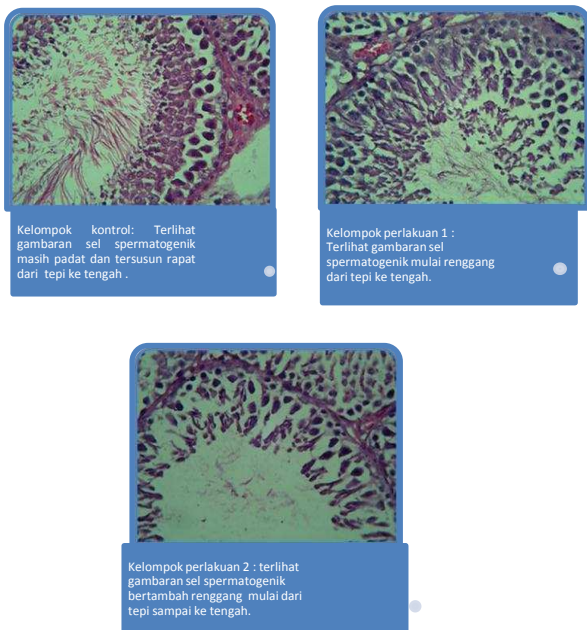 Kelompok kontrol: Terlihat
gambaran sel spermatogenik
masih padat dan tersusun rapat
dari tepi ke tengah .
Kelompok perlakuan 1 :
Terlihat gambaran sel
spermatogenik mulai renggang
dari tepi ke tengah.
Kelompok perlakuan 2 : terlihat
gambaran sel spermatogenik
bertambah renggang mulai dari
tepi sampai ke tengah.